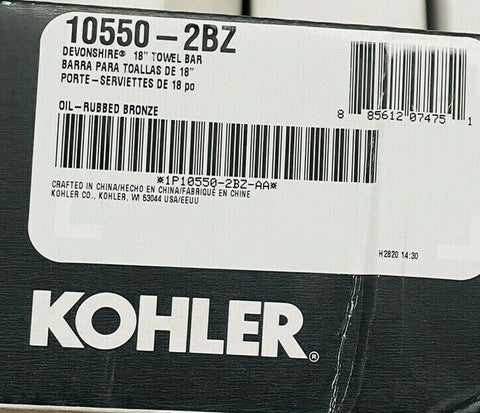 10550-2BZ
DEVONSHIRE® 18" TOWEL BAR
BARRA PARA TOALLAS DE 18"
PORTE-SERVIETTES DE 18 po
8 85612 07475 1
OIL-RUBBED BRONZE
*1P10550-2BZ-AA*
CRAFTED IN CHINA/HECHO EN CHINA/FABRIQUÉ EN CHINE
KOHLER CO., KOHLER, WI 53044 USA/EEUU
H2820 14:30
KOHLER®